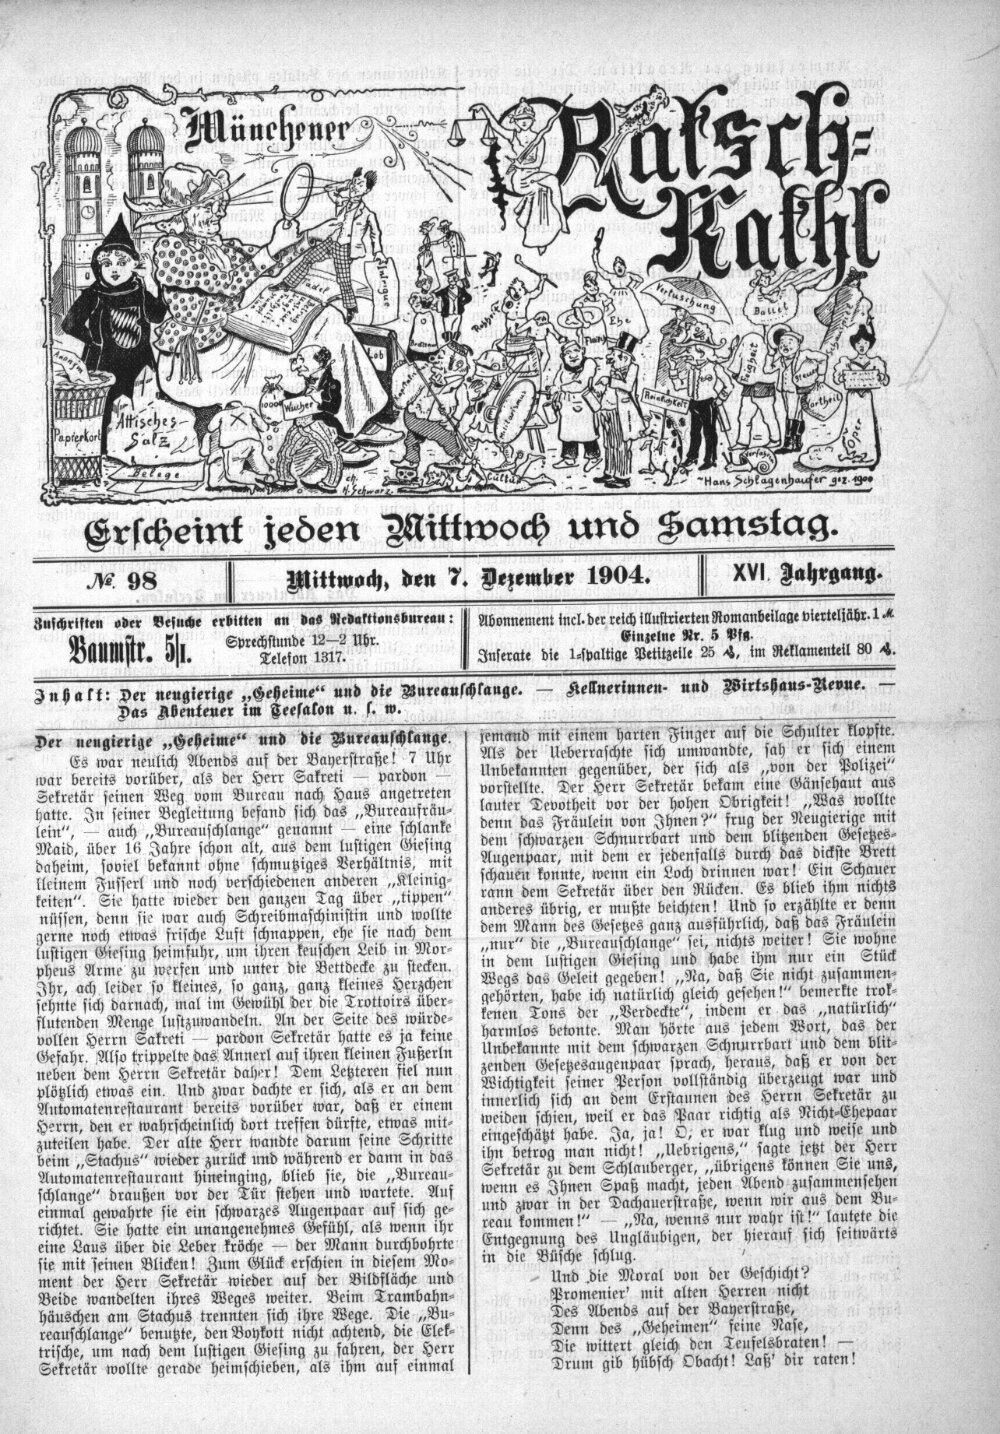 Münchener
Ratsch-
Kathl
Tadel
Intrigue
Lob
Anonym
Papierkorb
Attisches-
Salz
Belege
1000
Wucher
Ehe
Vertuschung
Ballet
Reinlichkeit
Militarismus
Cultur
Oper
ch. H. Schwarz
Hans Schlagenhaufer gez. 1900
Erscheint jeden Mittwoch und Samstag.
№ 98
Mittwoch, den 7. Dezember 1904.
XVI. Jahrgang.
Zuschriften oder Besuche erbitten an das Redaktionsbureau:
Baumstr. 5/I.
Sprechstunde 12—2 Uhr.
Telefon 1317.
Abonnement incl. der reich illustrierten Romanbeilage vierteljähr. 1 ℳ
Einzelne Nr. 5 Pfg.
Inserate die 1-spaltige Petitzeile 25 ₰, im Reklamenteil 80 ₰.
Inhalt: Der neugierige „Geheime“ und die Bureauschlange. — Kellnerinnen- und Wirtshaus-Revue. —
Das Abenteuer im Teesalon u. s. w.
Der neugierige „Geheime“ und die Bureauschlange.
Es war neulich Abends auf der Bayerstraße! 7 Uhr
war bereits vorüber, als der Herr Sakreti — pardon —
Sekretär seinen Weg vom Bureau nach Haus angetreten
hatte. In seiner Begleitung befand sich das „Bureaufräu-
lein“, — auch „Bureauschlange“ genannt — eine schlanke
Maid, über 16 Jahre schon alt, aus dem lustigen Giesing
daheim, soviel bekannt ohne schmutziges Verhältnis, mit
kleinem Fusserl und noch verschiedenen anderen „Kleinig-
keiten“. Sie hatte wieder den ganzen Tag über „tippen“
müssen, denn sie war auch Schreibmaschinistin und wollte
gerne noch etwas frische Luft schnappen, ehe sie nach dem
lustigen Giesing heimfuhr, um ihren keuschen Leib in Mor-
pheus Arme zu werfen und unter die Bettdecke zu stecken.
Ihr, ach leider so kleines, so ganz, ganz kleines Herzchen
sehnte sich darnach, mal im Gewühl der die Trottoirs über-
flutenden Menge lustzuwandeln. An der Seite des würde-
vollen Herrn Sakreti — pardon Sekretär hatte es ja keine
Gefahr. Also trippelte das Annerl auf ihren kleinen Fußerln
neben dem Herrn Sekretär daher! Dem Letzteren fiel nun
plötzlich etwas ein. Und zwar dachte er sich, als er an dem
Automatenrestaurant bereits vorüber war, daß er einem
Herrn, den er wahrscheinlich dort treffen dürfte, etwas mit-
zuteilen habe. Der alte Herr wandte darum seine Schritte
beim „Stachus“ wieder zurück und während er dann in das
Automatenrestaurant hineinging, blieb sie, die „Bureau-
schlange“ draußen vor der Tür stehen und wartete. Auf
einmal gewahrte sie ein schwarzes Augenpaar auf sich ge-
richtet. Sie hatte ein unangenehmes Gefühl, als wenn ihr
eine Laus über die Leber kröche — der Mann durchbohrte
sie mit seinen Blicken! Zum Glück erschien in diesem Mo-
ment der Herr Sekretär wieder auf der Bildfläche und
Beide wandelten ihres Weges weiter. Beim Trambahn-
häuschen am Stachus trennten sich ihre Wege. Die „Bu-
reauschlange“ benutzte, den Boykott nicht achtend, die Elek-
trische, um nach dem lustigen Giesing zu fahren, der Herr
Sekretär wollte gerade heimschieben, als ihm auf einmal
jemand mit einem harten Finger auf die Schulter klopfte.
Als der Ueberraschte sich umwandte, sah er sich einem
Unbekannten gegenüber, der sich als „von der Polizei“
vorstellte. Der Herr Sekretär bekam eine Gänsehaut aus
lauter Devotheit vor der hohen Obrigkeit! „Was wollte
denn das Fräulein von Ihnen?“ frug der Neugierige mit
dem schwarzen Schnurrbart und dem blitzenden Gesetzes-
Augenpaar, mit dem er jedenfalls durch das dickste Brett
schauen konnte, wenn ein Loch drinnen war! Ein Schauer
rann dem Sekretär über den Rücken. Es blieb ihm nichts
anderes übrig, er mußte beichten! Und so erzählte er denn
dem Mann des Gesetzes ganz ausführlich, daß das Fräulein
„nur“ die „Bureauschlange“ sei, nichts weiter! Sie wohne
in dem lustigen Giesing und habe ihm nur ein Stück
Wegs das Geleit gegeben! „Na, daß Sie nicht zusammen-
gehörten, habe ich natürlich gleich gesehen!“ bemerkte trok-
kenen Tons der „Verdeckte“, indem er das „natürlich“
harmlos betonte. Man hörte aus jedem Wort, das der
Unbekannte mit dem schwarzen Schnurrbart und dem blit-
zenden Gesetzesaugenpaar sprach, heraus, daß er von der
Wichtigkeit seiner Person vollständig überzeugt war und
innerlich sich an dem Erstaunen des Herrn Sekretär zu
weiden schien, weil er das Paar richtig als Nicht-Ehepaar
eingeschätzt habe. Ja, ja! O, er war klug und weise und
ihn betrog man nicht! „Uebrigens,“ sagte jetzt der Herr
Sekretär zu dem Schlauberger, „übrigens können Sie uns,
wenn es Ihnen Spaß macht, jeden Abend zusammensehen
und zwar in der Dachauerstraße, wenn wir aus dem Bu-
reau kommen!“ — „Na, wenns nur wahr ist!“ lautete die
Entgegnung des Ungläubigen, der hierauf sich seitwärts
in die Büsche schlug.
Und die Moral von der Geschicht?
Promenier' mit alten Herren nicht
Des Abends auf der Bayerstraße,
Denn des „Geheimen“ feine Nase,
Die wittert gleich den Teufelsbraten! —
Drum gib hübsch Obacht! Laß' dir raten!